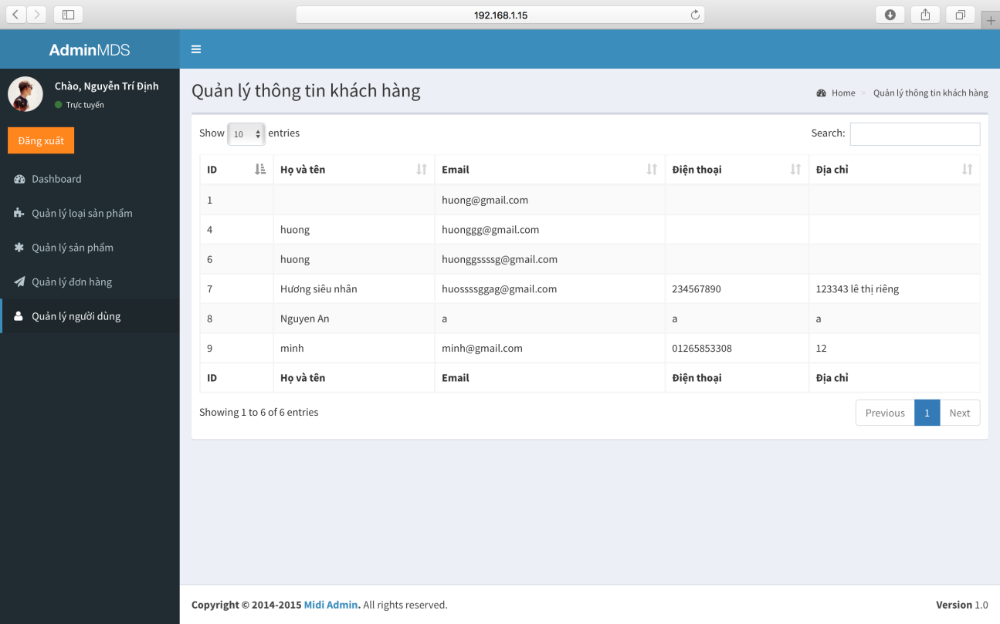 192.168.1.15
AdminMDS
Chào, Nguyễn Trí Định
Trực tuyến
Đăng xuất
Dashboard
Quản lý loại sản phẩm
Quản lý sản phẩm
Quản lý đơn hàng
Quản lý người dùng
Quản lý thông tin khách hàng
Home > Quản lý thông tin khách hàng
Show 10 entries Search:
ID Họ và tên Email Điện thoại Địa chỉ
1 huong@gmail.com
4 huong huonggg@gmail.com
6 huong huonggssssg@gmail.com
7 Hương siêu nhân huossssggag@gmail.com 234567890 123343 lê thị riêng
8 Nguyen An a a a
9 minh minh@gmail.com 01265853308 12
ID Họ và tên Email Điện thoại Địa chỉ
Showing 1 to 6 of 6 entries Previous 1 Next
Copyright © 2014-2015 Midi Admin. All rights reserved. Version 1.0